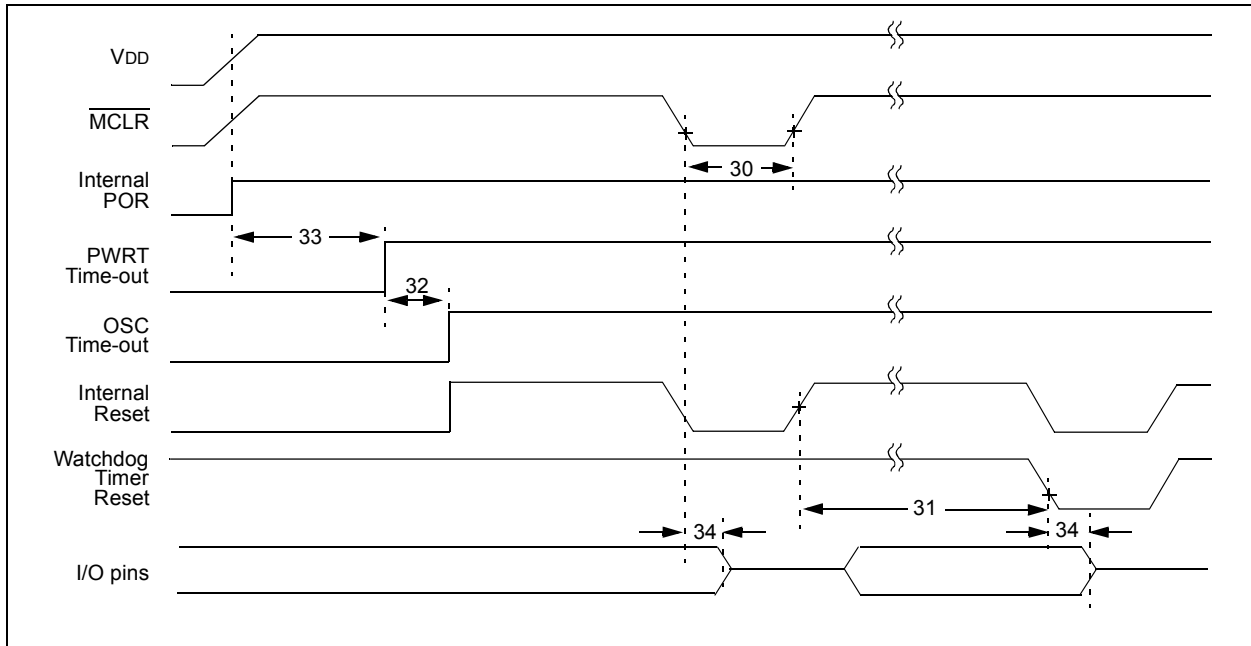 VDD
MCLR
30
Internal
POR
33
PWRT
Time-out
32
OSC
Time-out
Internal
Reset
Watchdog
Timer
Reset
31
34
34
I/O pins